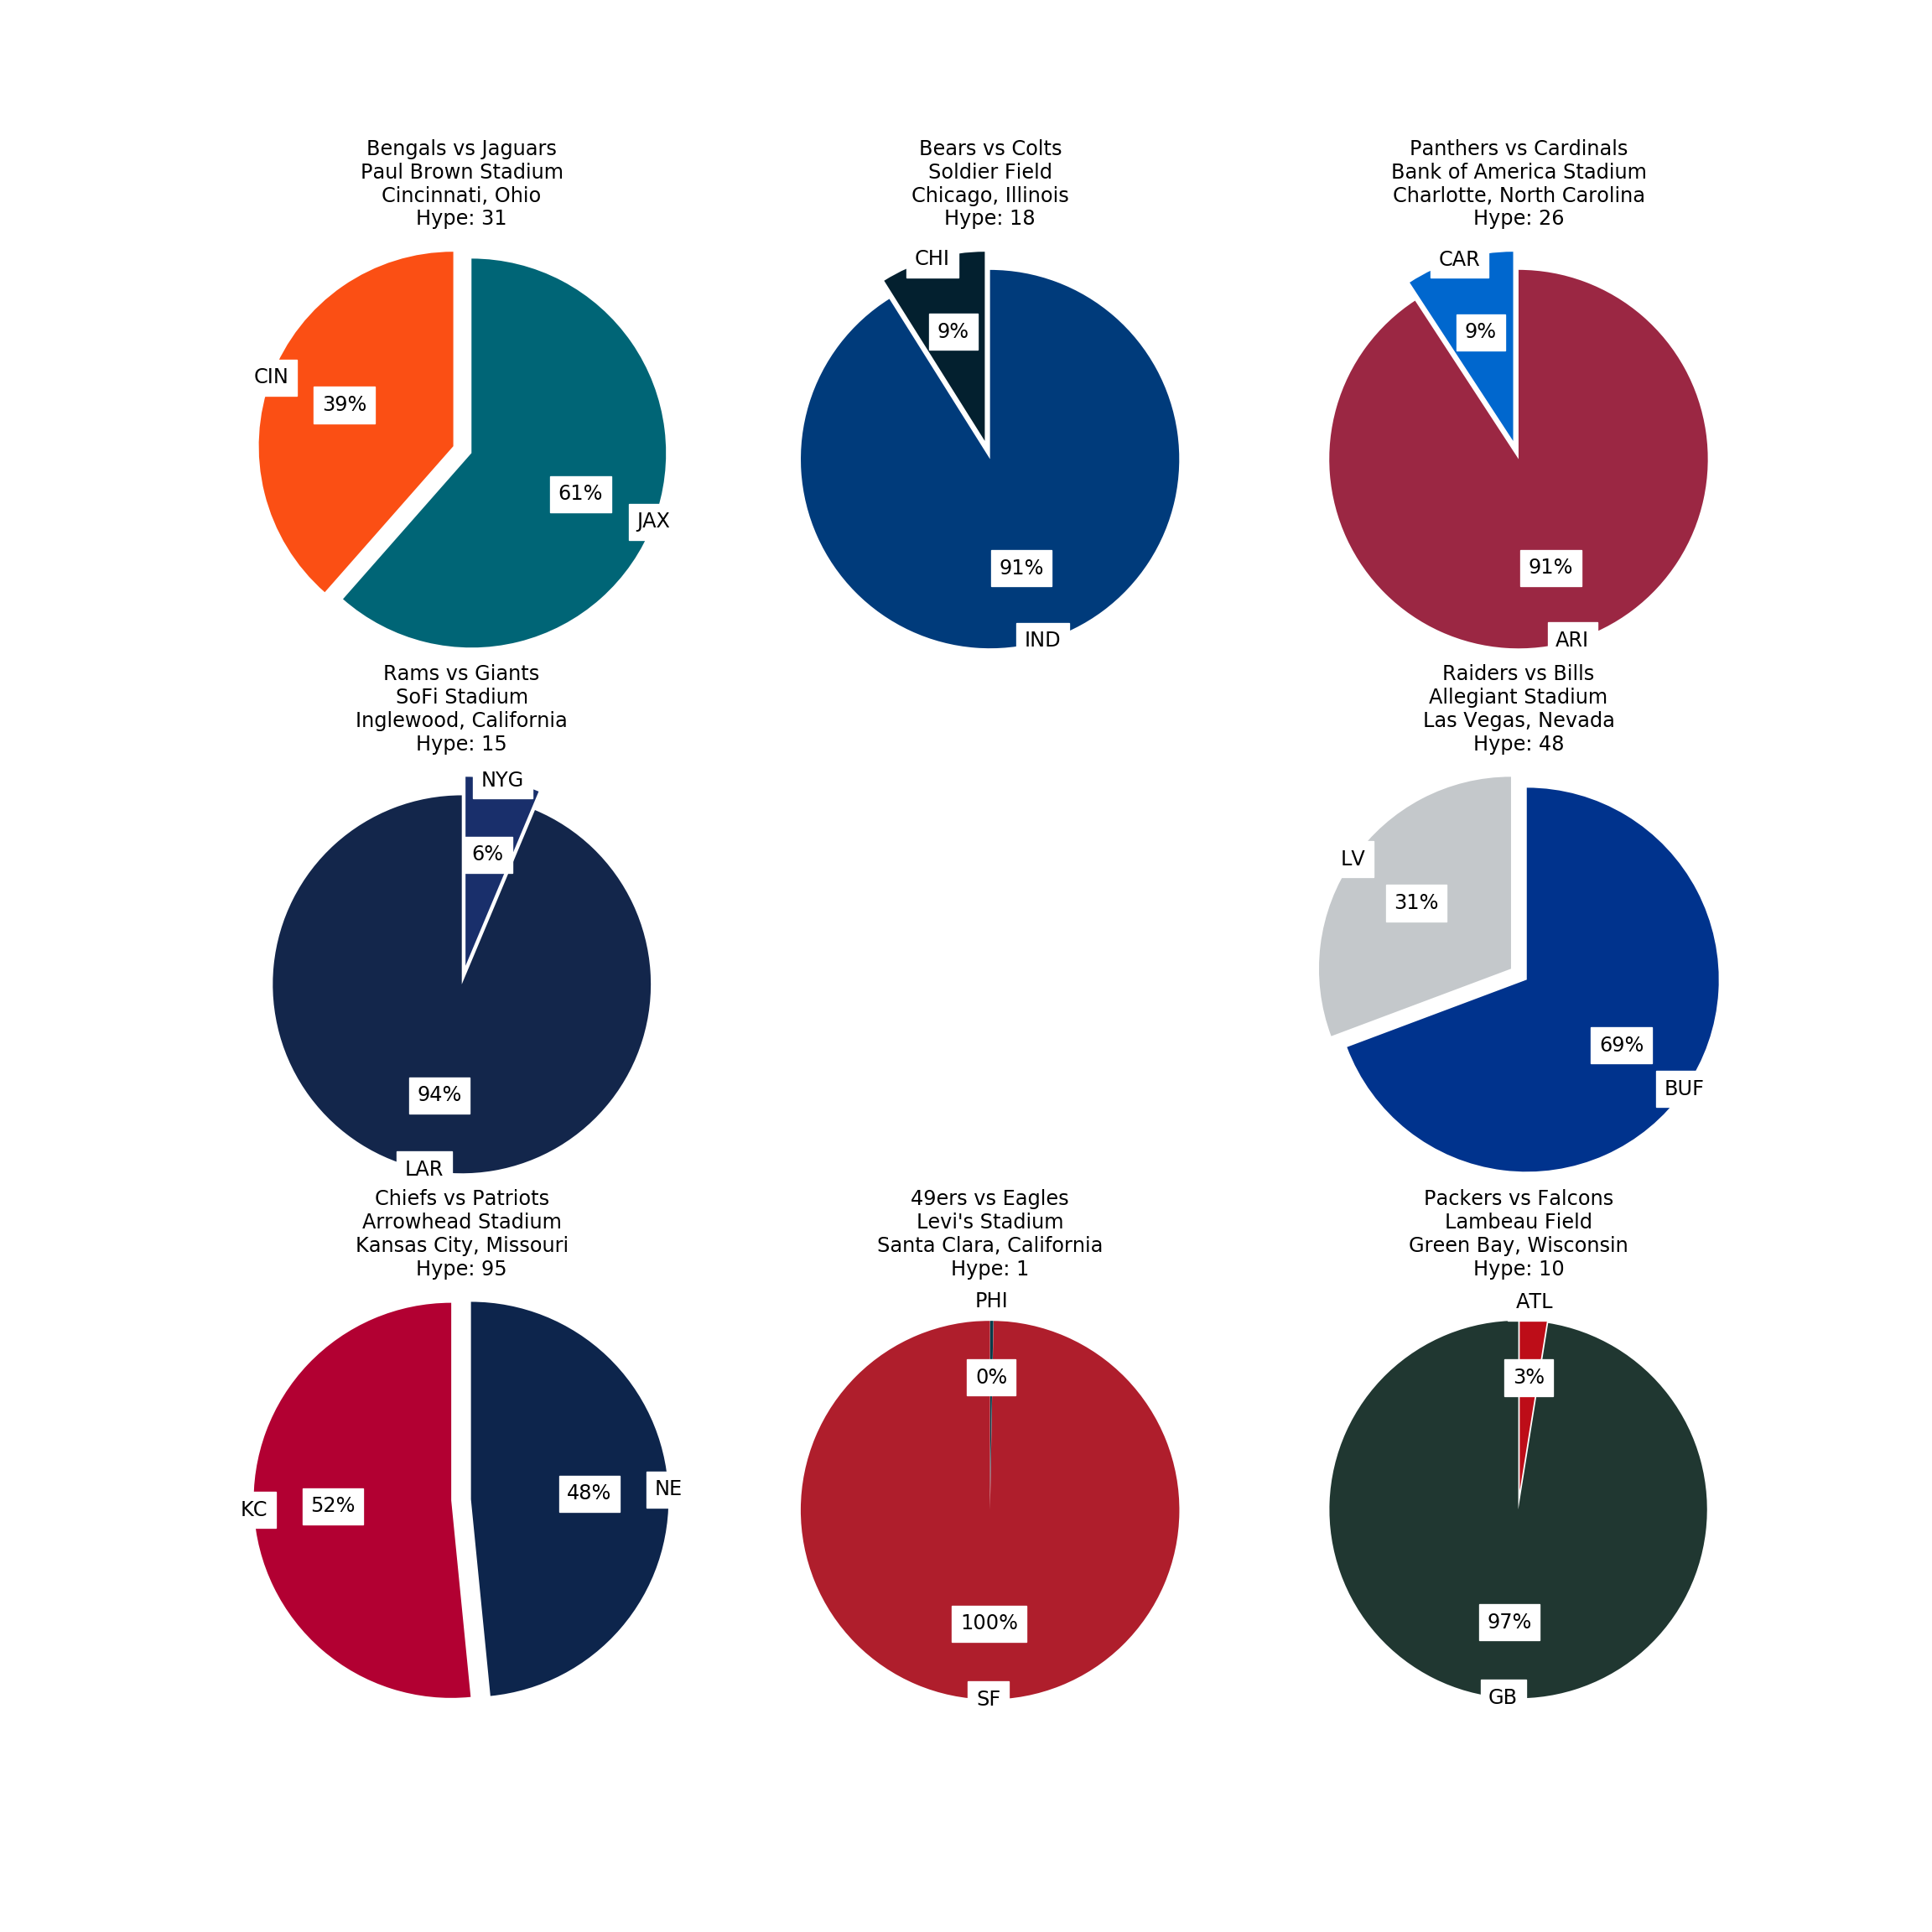 Bengals vs Jaguars
Paul Brown Stadium
Cincinnati, Ohio
Hype: 31
CIN
39%
61%
JAX
Bears vs Colts
Soldier Field
Chicago, Illinois
Hype: 18
CHI
9%
91%
IND
Panthers vs Cardinals
Bank of America Stadium
Charlotte, North Carolina
Hype: 26
CAR
9%
91%
ARI
Rams vs Giants
SoFi Stadium
Inglewood, California
Hype: 15
NYG
6%
94%
LAR
Raiders vs Bills
Allegiant Stadium
Las Vegas, Nevada
Hype: 48
LV
31%
69%
BUF
Chiefs vs Patriots
Arrowhead Stadium
Kansas City, Missouri
Hype: 95
KC
52%
48%
NE
49ers vs Eagles
Levi's Stadium
Santa Clara, California
Hype: 1
PHI
0%
100%
SF
Packers vs Falcons
Lambeau Field
Green Bay, Wisconsin
Hype: 10
ATL
3%
97%
GB